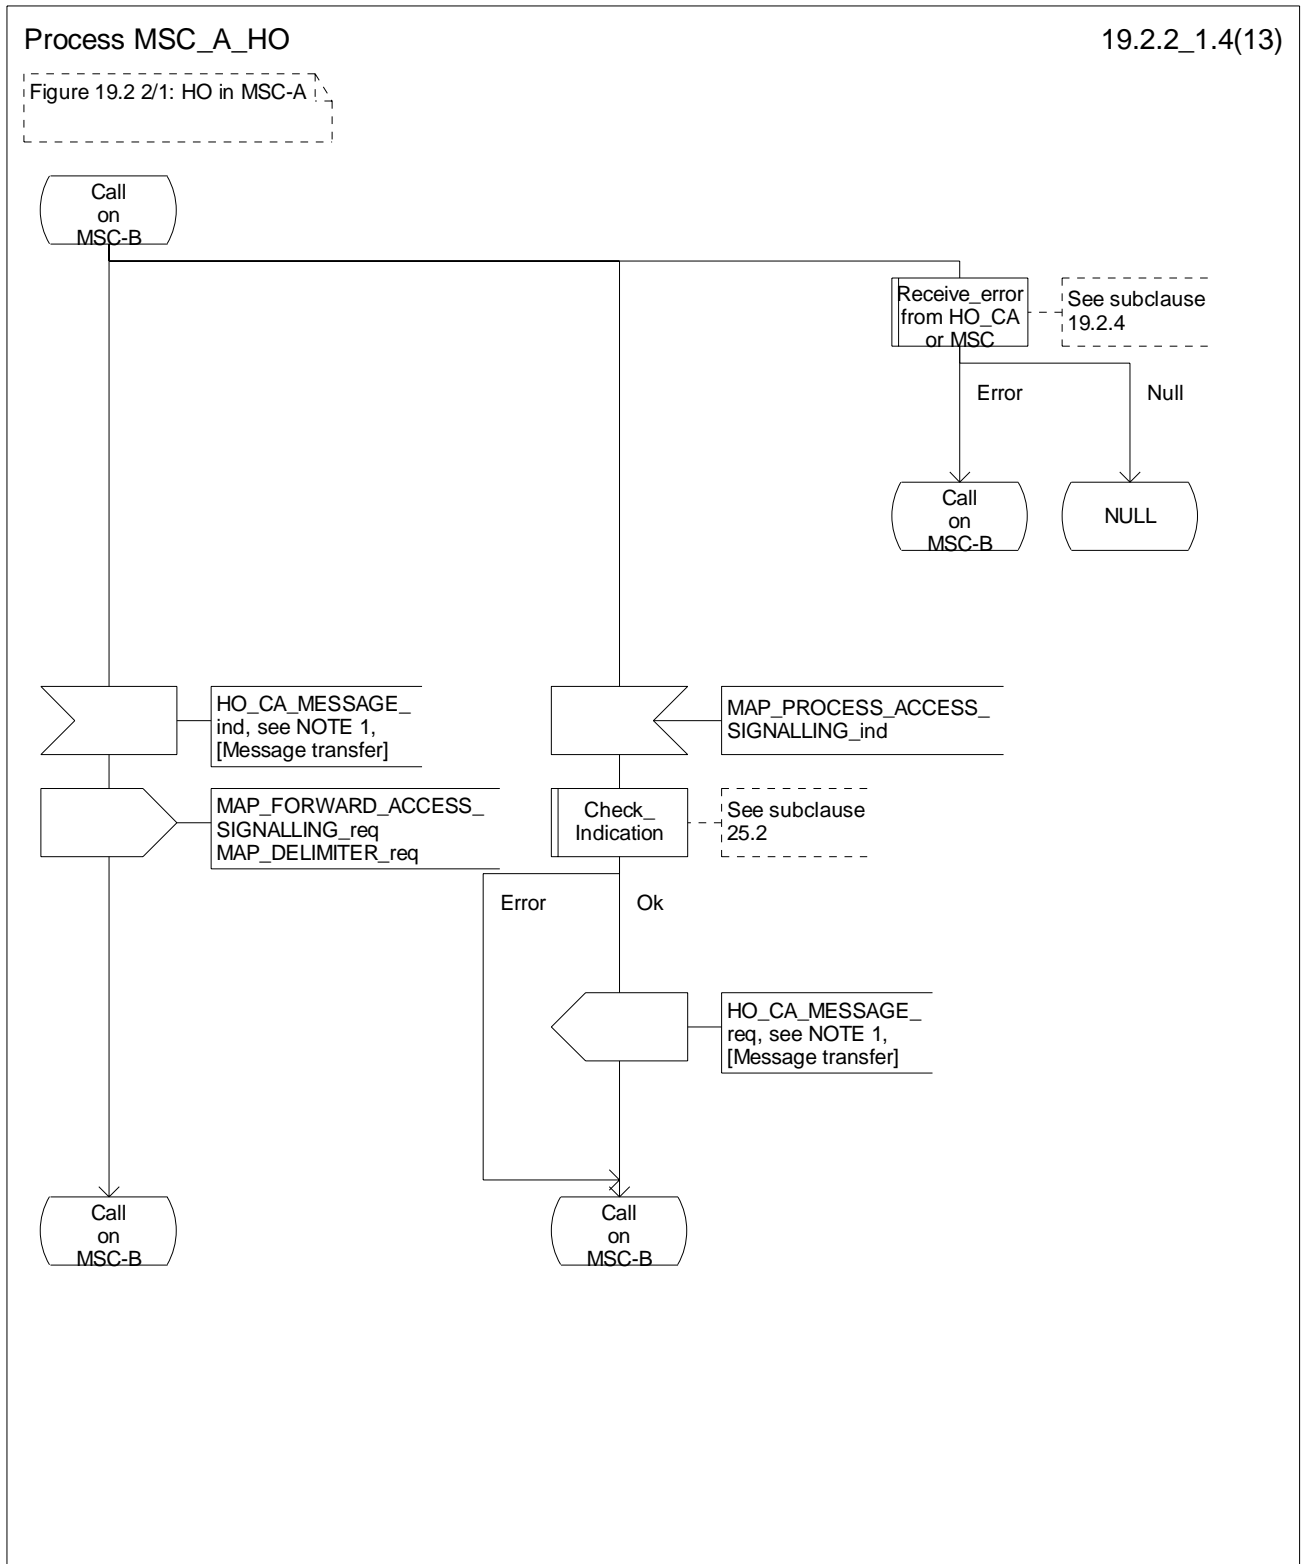 Process MSC_A_HO
19.2.2_1.4(13)
Figure 19.2 2/1: HO in MSC-A
Call
on
MSC-B
Receive_error
from HO_CA
or MSC
See subclause
19.2.4
Error
Null
Call
on
MSC-B
NULL
HO_CA_MESSAGE_
ind, see NOTE 1,
[Message transfer]
MAP_PROCESS_ACCESS_
SIGNALLING_ind
MAP_FORWARD_ACCESS_
SIGNALLING_req
MAP_DELIMITER_req
Check_
Indication
See subclause
25.2
Error
Ok
HO_CA_MESSAGE_
req, see NOTE 1,
[Message transfer]
Call
on
MSC-B
Call
on
MSC-B